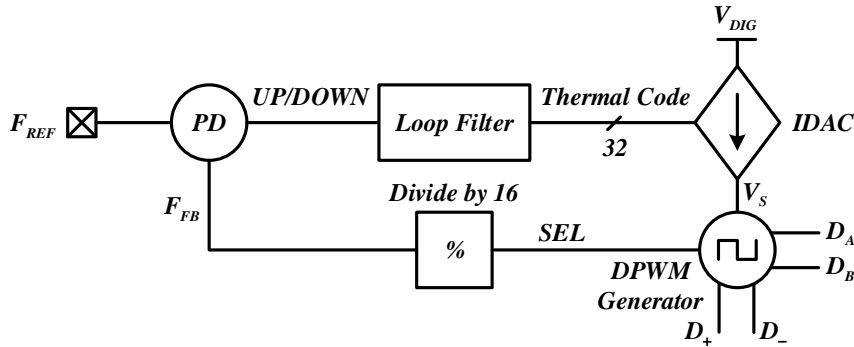 V_DIG
UP/DOWN
Thermal Code
F_REF
PD
Loop Filter
IDAC
32
Divide by 16
V_S
F_FB
%
SEL
D_A
DPWM
Generator
D_B
D_+
D_−